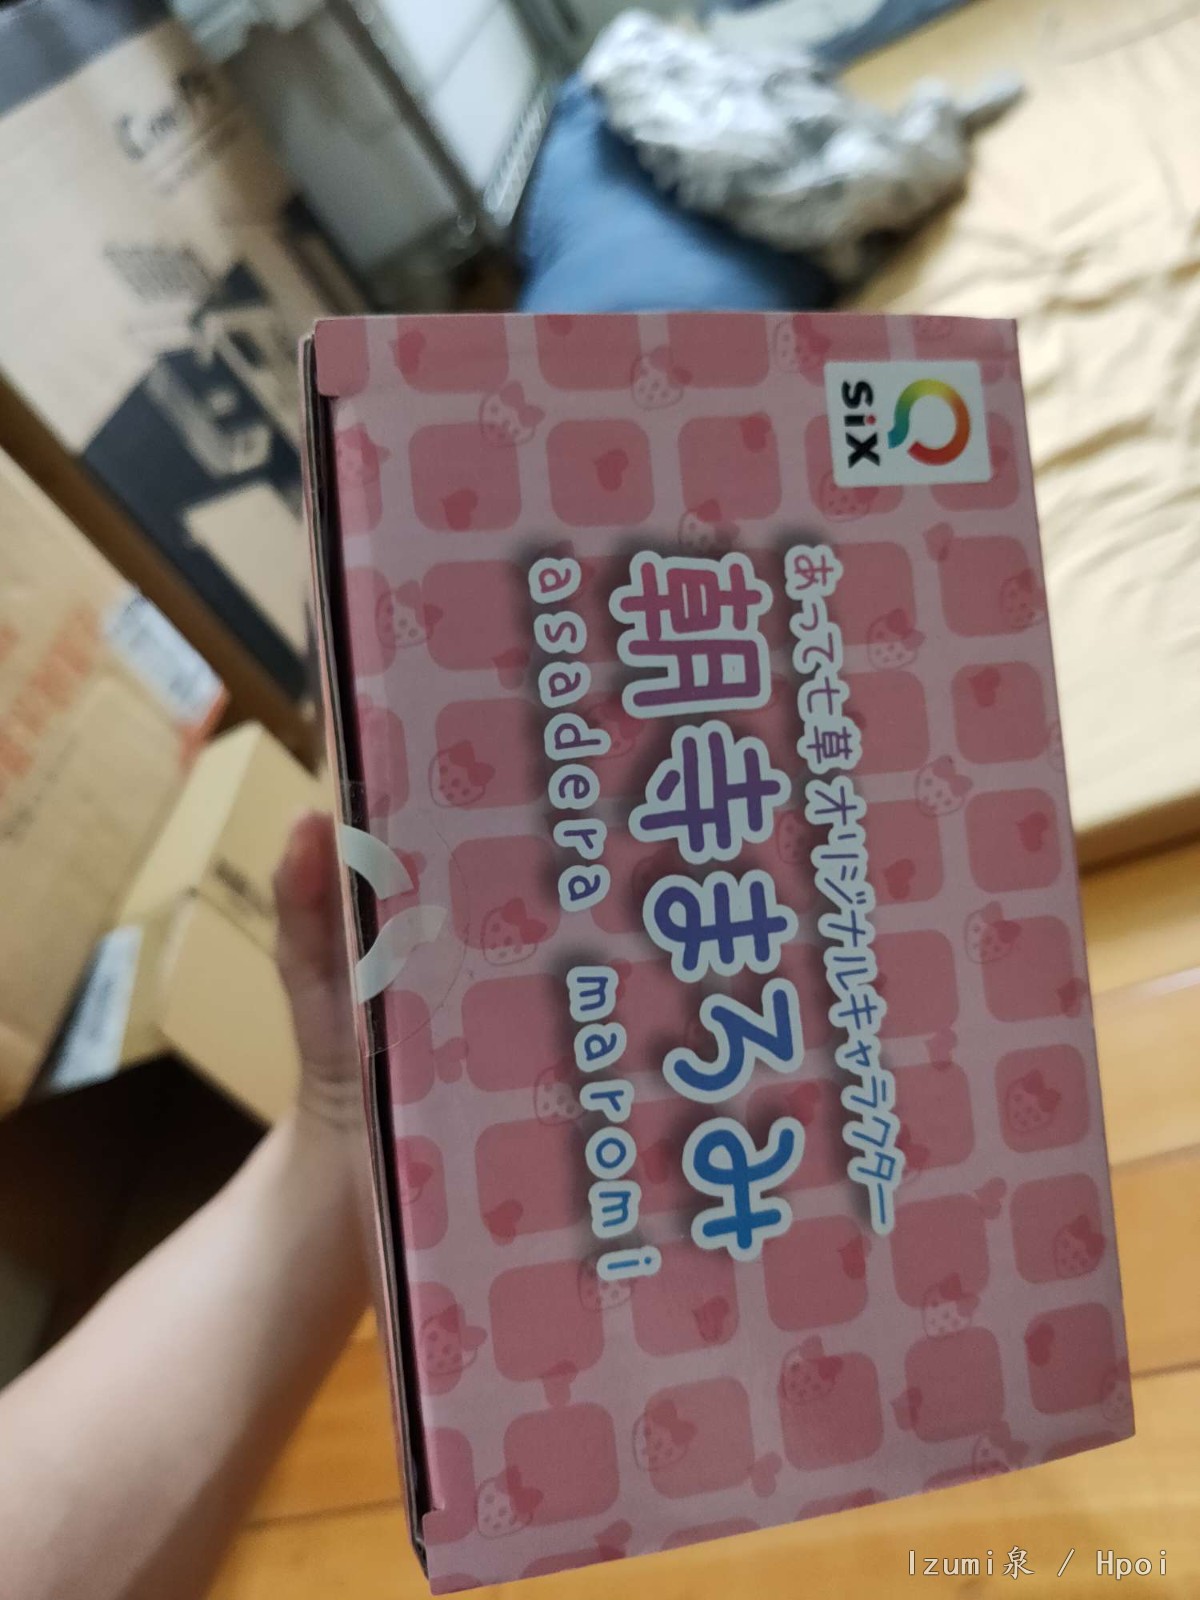 Q
SiX
あって七草 オリジナルキャラクター
朝寺まろみ
asadera maromi
Izumi泉 / Hpoi